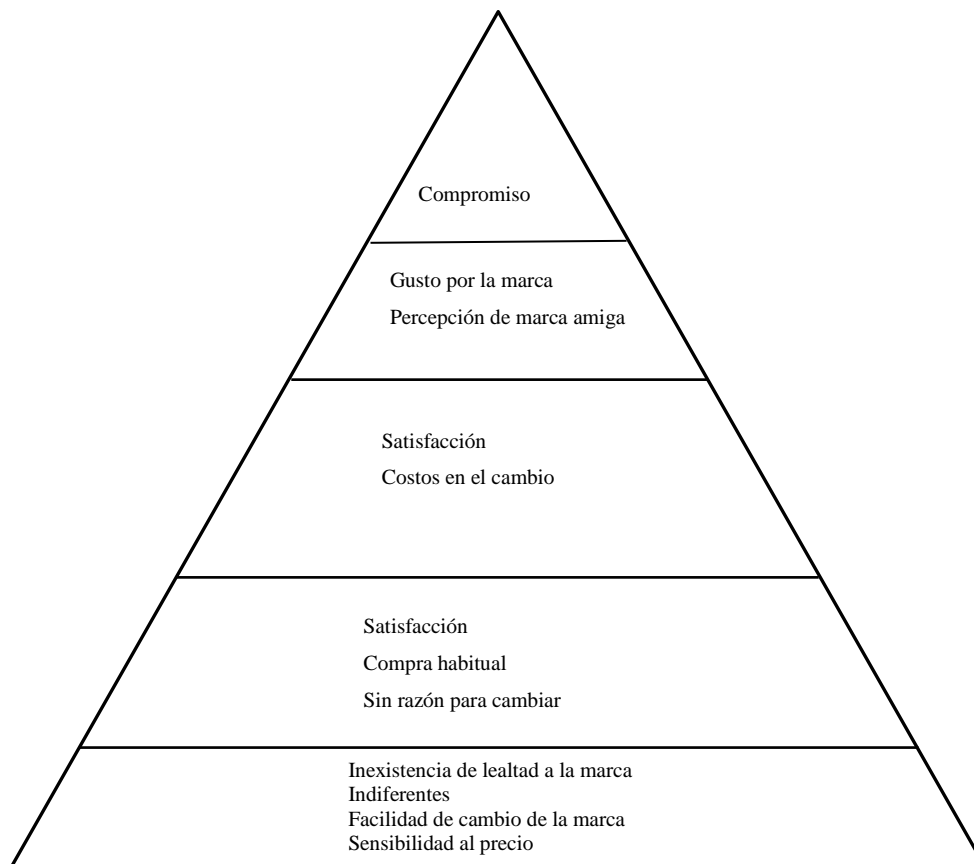 Compromiso
Gusto por la marca
Percepción de marca amiga
Satisfacción
Costos en el cambio
Satisfacción
Compra habitual
Sin razón para cambiar
Inexistencia de lealtad a la marca
Indiferentes
Facilidad de cambio de la marca
Sensibilidad al precio